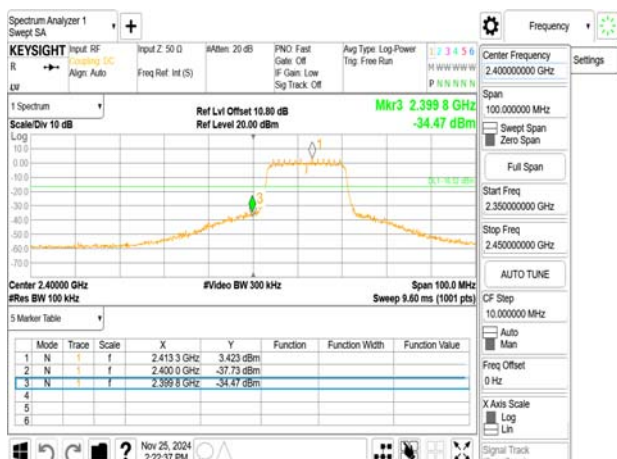 Spectrum Analyzer 1
Swept SA
+
Frequency
KEYSIGHT
Input: RF
Coupling: DC
Align: Auto
Input Z: 50 Ω
Freq Ref: Int (S)
#Atten: 20 dB
PNO: Fast
Gate: Off
IF Gain: Low
Sig Track: Off
Avg Type: Log-Power
Trig: Free Run
1 2 3 4 5 6
M W W W W W
P N N N N N
R
LXI
Center Frequency
2.400000000 GHz
Settings
Span
100.000000 MHz
Swept Span
Zero Span
Full Span
Start Freq
2.350000000 GHz
Stop Freq
2.450000000 GHz
AUTO TUNE
CF Step
10.000000 MHz
Auto
Man
Freq Offset
0 Hz
X Axis Scale
Log
Lin
Signal Track
1 Spectrum
Scale/Div 10 dB
Ref Lvl Offset 10.80 dB
Ref Level 20.00 dBm
Mkr3 2.399 8 GHz
-34.47 dBm
Log
10.0
0.00
-10.0
-20.0
-30.0
-40.0
-50.0
-60.0
-70.0
1
3
Center 2.40000 GHz
#Res BW 100 kHz
#Video BW 300 kHz
Span 100.0 MHz
Sweep 9.60 ms (1001 pts)
5 Marker Table
Mode Trace Scale X Y Function Function Width Function Value
1 N 1 f 2.413 3 GHz 3.423 dBm
2 N 1 f 2.400 0 GHz -37.73 dBm
3 N 1 f 2.399 8 GHz -34.47 dBm
4
5
6
?
Nov 25, 2024
2:22:37 PM